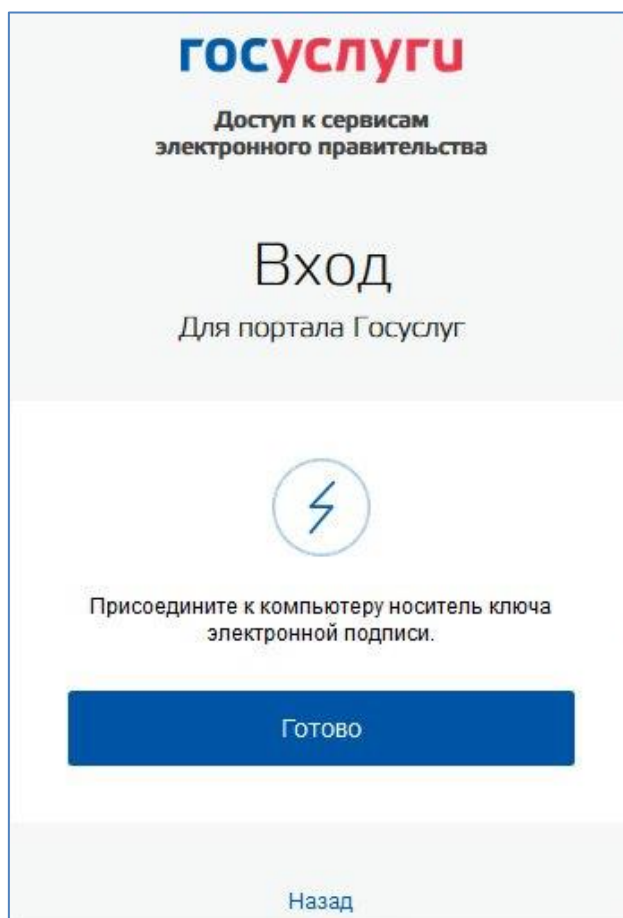 госуслуги
Доступ к сервисам
электронного правительства
Вход
Для портала Госуслуг
Присоедините к компьютеру носитель ключа
электронной подписи.
Готово
Назад